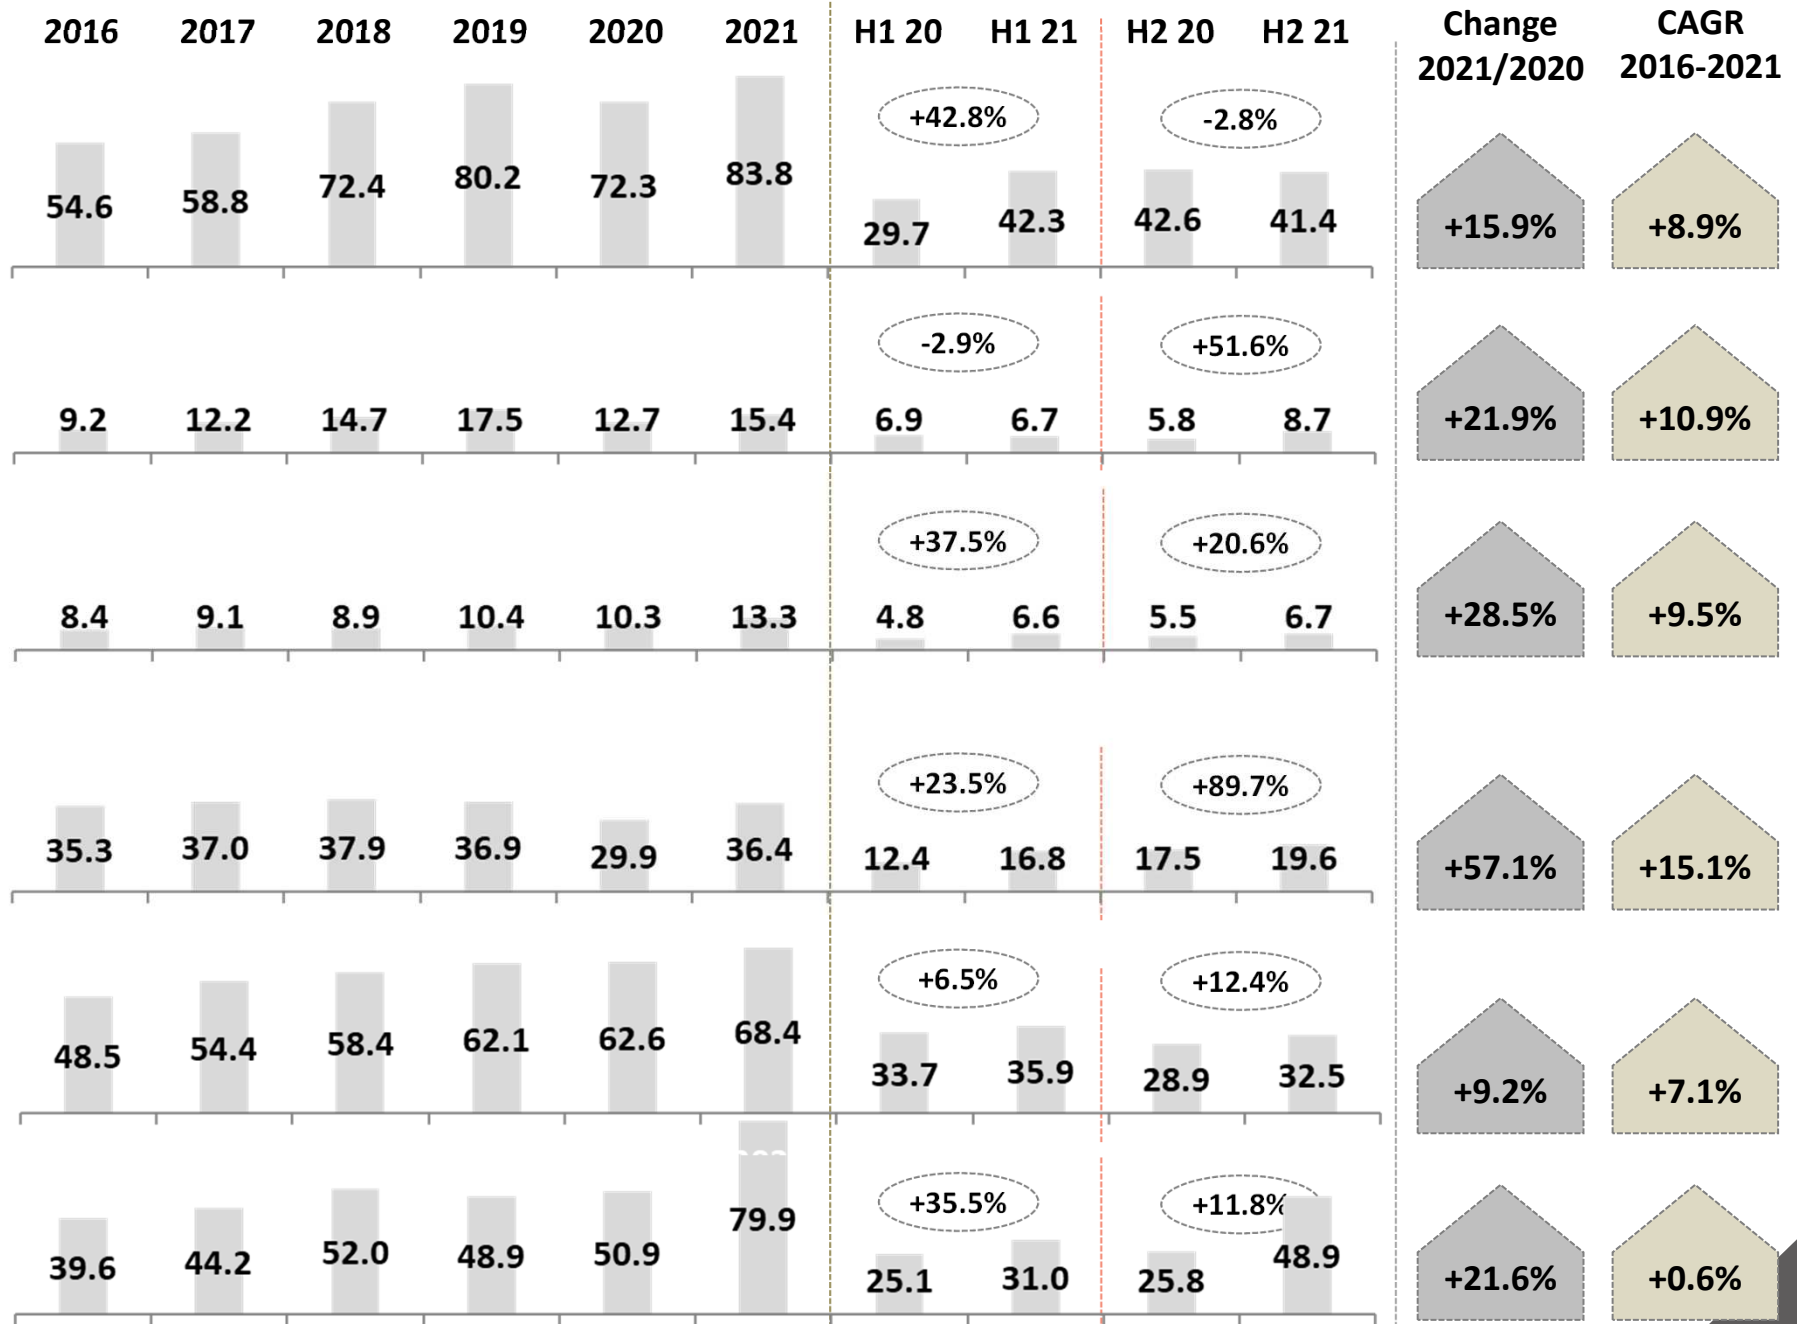 2016 2017 2018 2019 2020 2021 H1 20 H1 21 H2 20 H2 21 Change 2021/2020 CAGR 2016-2021
+42.8% -2.8%
54.6 58.8 72.4 80.2 72.3 83.8 29.7 42.3 42.6 41.4 +15.9% +8.9%
-2.9% +51.6%
9.2 12.2 14.7 17.5 12.7 15.4 6.9 6.7 5.8 8.7 +21.9% +10.9%
+37.5% +20.6%
8.4 9.1 8.9 10.4 10.3 13.3 4.8 6.6 5.5 6.7 +28.5% +9.5%
+23.5% +89.7%
35.3 37.0 37.9 36.9 29.9 36.4 12.4 16.8 17.5 19.6 +57.1% +15.1%
+6.5% +12.4%
48.5 54.4 58.4 62.1 62.6 68.4 33.7 35.9 28.9 32.5 +9.2% +7.1%
+35.5% +11.8%
39.6 44.2 52.0 48.9 50.9 79.9 25.1 31.0 25.8 48.9 +21.6% +0.6%